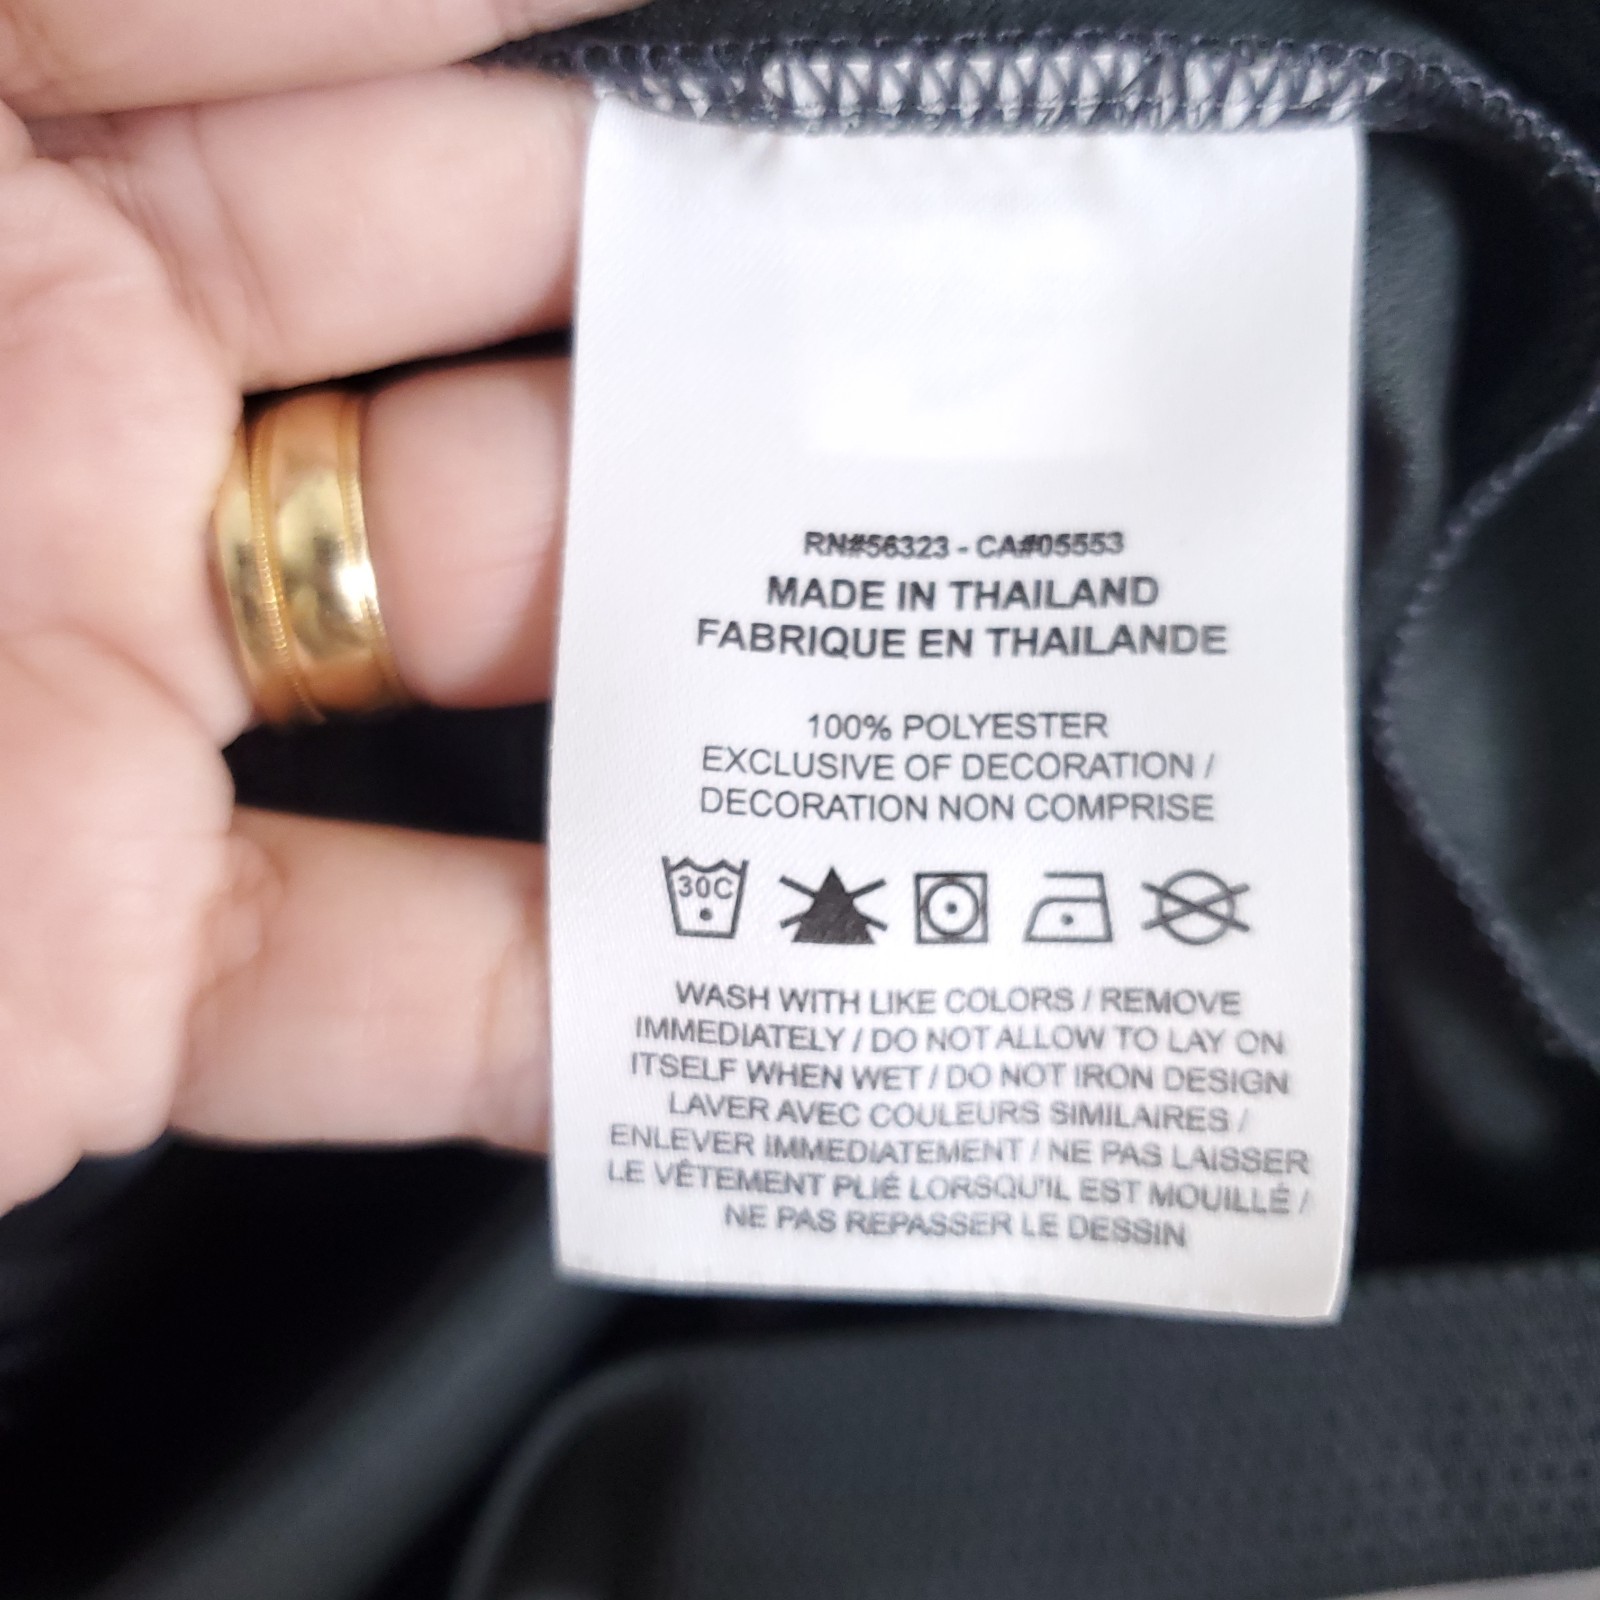 RN#56323 - CA#05553
MADE IN THAILAND
FABRIQUE EN THAILANDE
100% POLYESTER
EXCLUSIVE OF DECORATION /
DECORATION NON COMPRISE
30C
WASH WITH LIKE COLORS / REMOVE
IMMEDIATELY / DO NOT ALLOW TO LAY ON
ITSELF WHEN WET / DO NOT IRON DESIGN
LAVER AVEC COULEURS SIMILAIRES /
ENLEVER IMMEDIATEMENT / NE PAS LAISSER
LE VÊTEMENT PLIÉ LORSQU'IL EST MOUILLÉ /
NE PAS REPASSER LE DESSIN